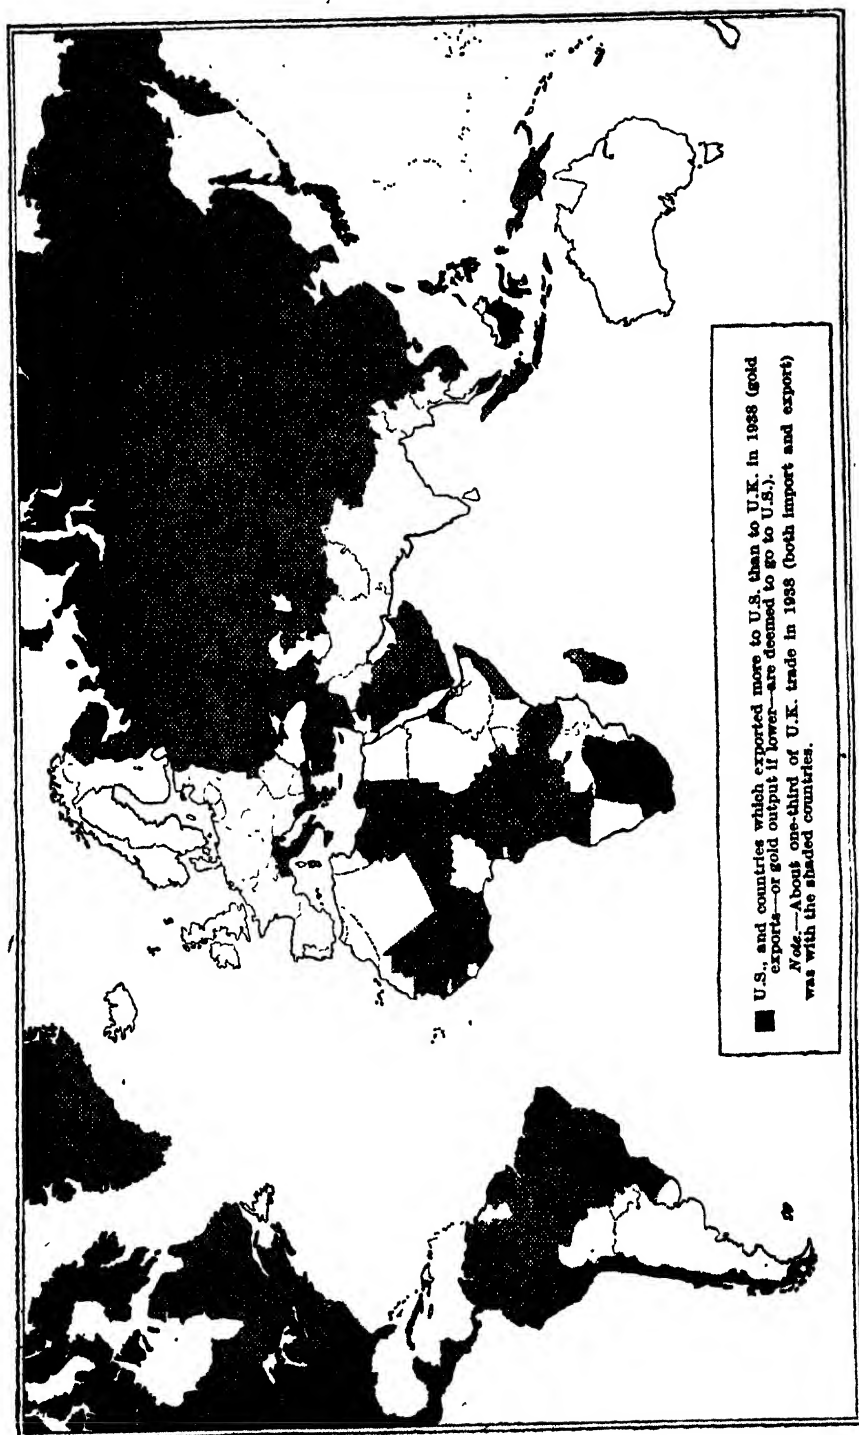 U.S., and countries which exported more to U.S. than to U.K. in 1938 (gold
exports—or gold output if lower—are deemed to go to U.S.).
Note.—About one-third of U.K. trade in 1938 (both import and export)
was with the shaded countries.